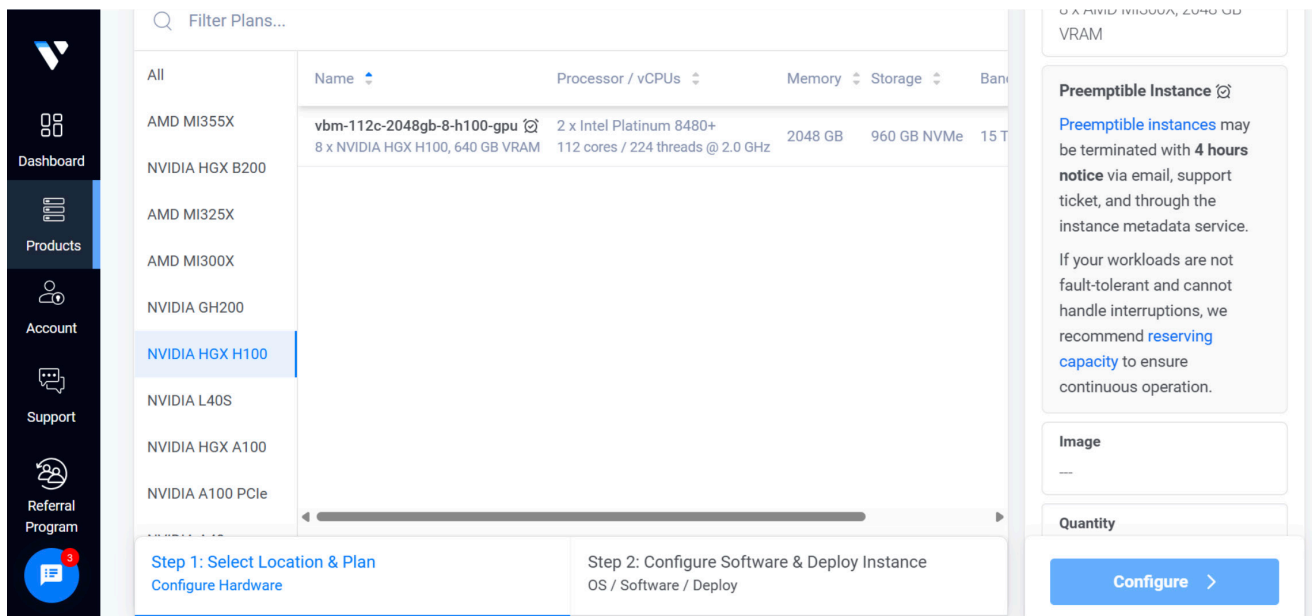 Filter Plans...
Dashboard
Products
Account
Support
Referral
Program
3
All
AMD MI355X
NVIDIA HGX B200
AMD MI325X
AMD MI300X
NVIDIA GH200
NVIDIA HGX H100
NVIDIA L40S
NVIDIA HGX A100
NVIDIA A100 PCIe
Name Processor / vCPUs Memory Storage
vbm-112c-2048gb-8-h100-gpu 2 x Intel Platinum 8480+
8 x NVIDIA HGX H100, 640 GB VRAM 112 cores / 224 threads @ 2.0 GHz 2048 GB 960 GB NVMe 15
Step 1: Select Location & Plan
Configure Hardware
Step 2: Configure Software & Deploy Instance
OS / Software / Deploy
8 x AMD MI300X, 2048 GB
VRAM
Preemptible Instance
Preemptible instances may
be terminated with 4 hours
notice via email, support
ticket, and through the
instance metadata service.
If your workloads are not
fault-tolerant and cannot
handle interruptions, we
recommend reserving
capacity to ensure
continuous operation.
Image
---
Quantity
Configure